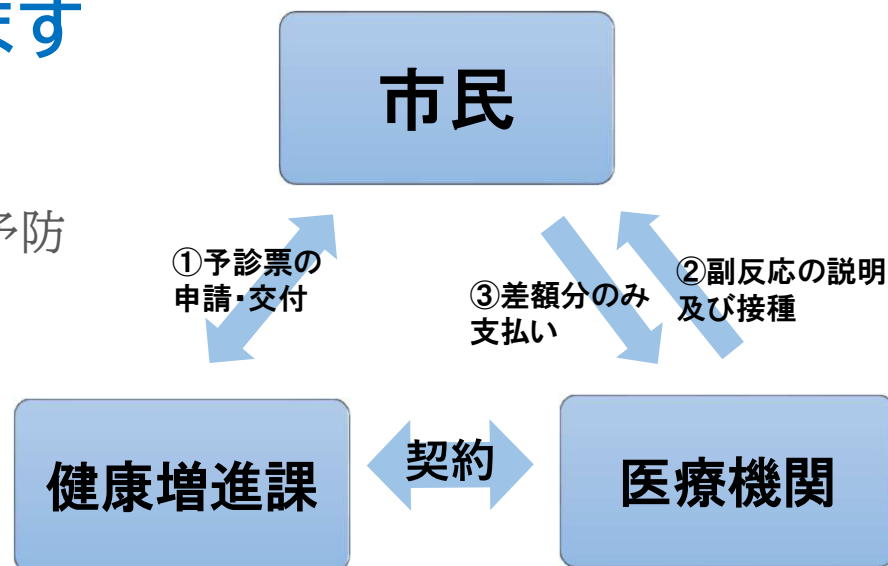 ます
市民
予防
①予診票の
申請・交付
③差額分のみ
支払い
②副反応の説明
及び接種
健康増進課
契約
医療機関